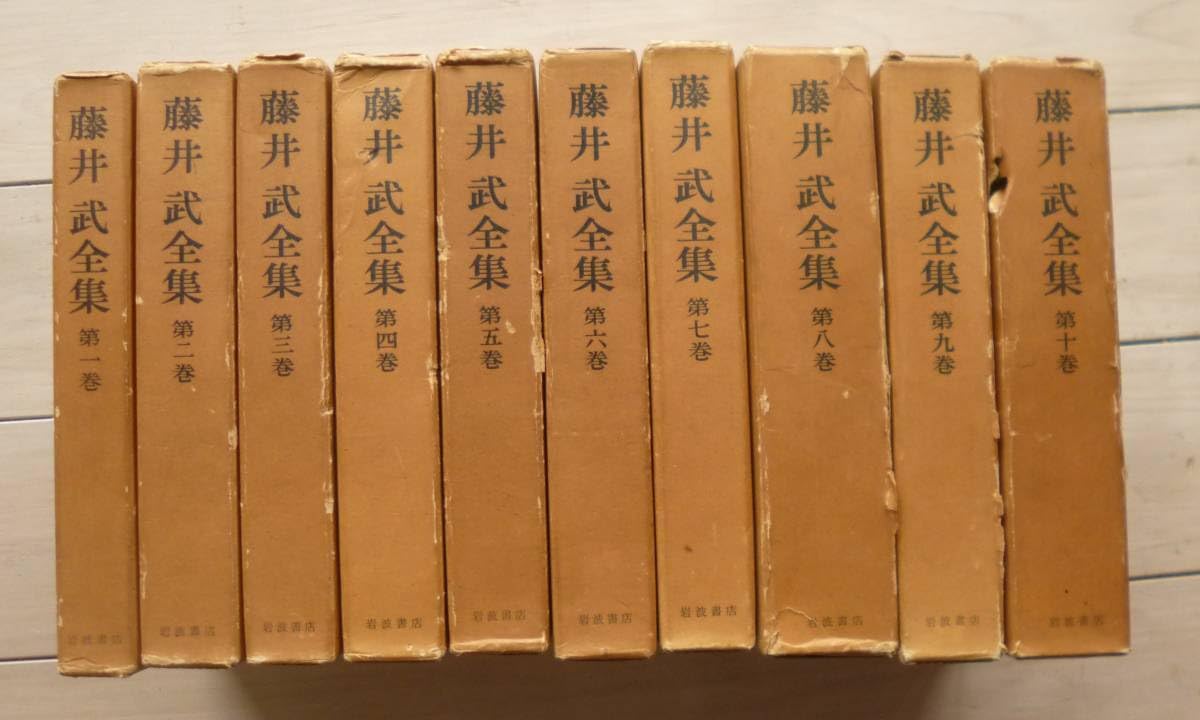 藤井武全集 第一巻
岩波書店
藤井武全集 第二巻
岩波書店
藤井武全集 第三巻
岩波書店
藤井武全集 第四巻
岩波書店
藤井武全集 第五巻
岩波書店
藤井武全集 第六巻
岩波書店
藤井武全集 第七巻
岩波書店
藤井武全集 第八巻
岩波書店
藤井武全集 第九巻
岩波書店
藤井武全集 第十巻
岩波書店